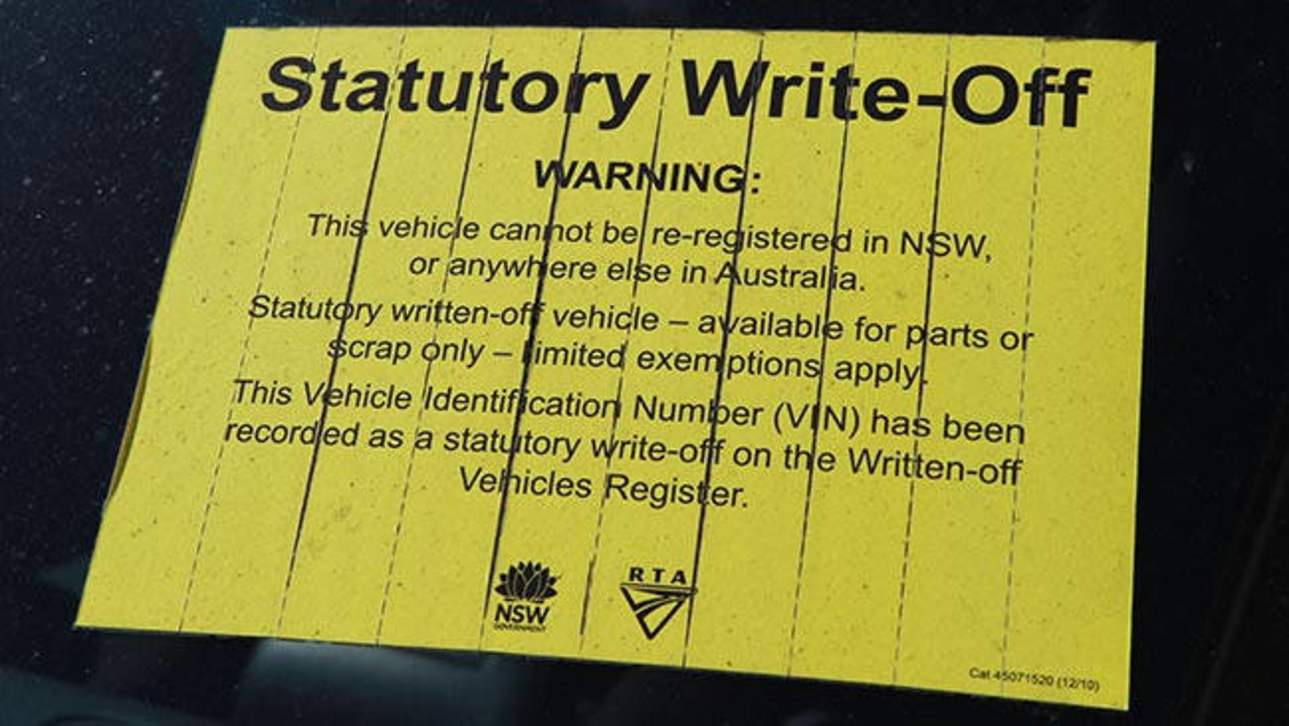 Statutory Write-Off
WARNING:
This vehicle cannot be re-registered in NSW,
or anywhere else in Australia.
Statutory written-off vehicle – available for parts or
scrap only – limited exemptions apply.
This Vehicle Identification Number (VIN) has been
recorded as a statutory write-off on the Written-off
Vehicles Register.
NSW
GOVERNMENT
RTA
Cat 45071520 (12/10)